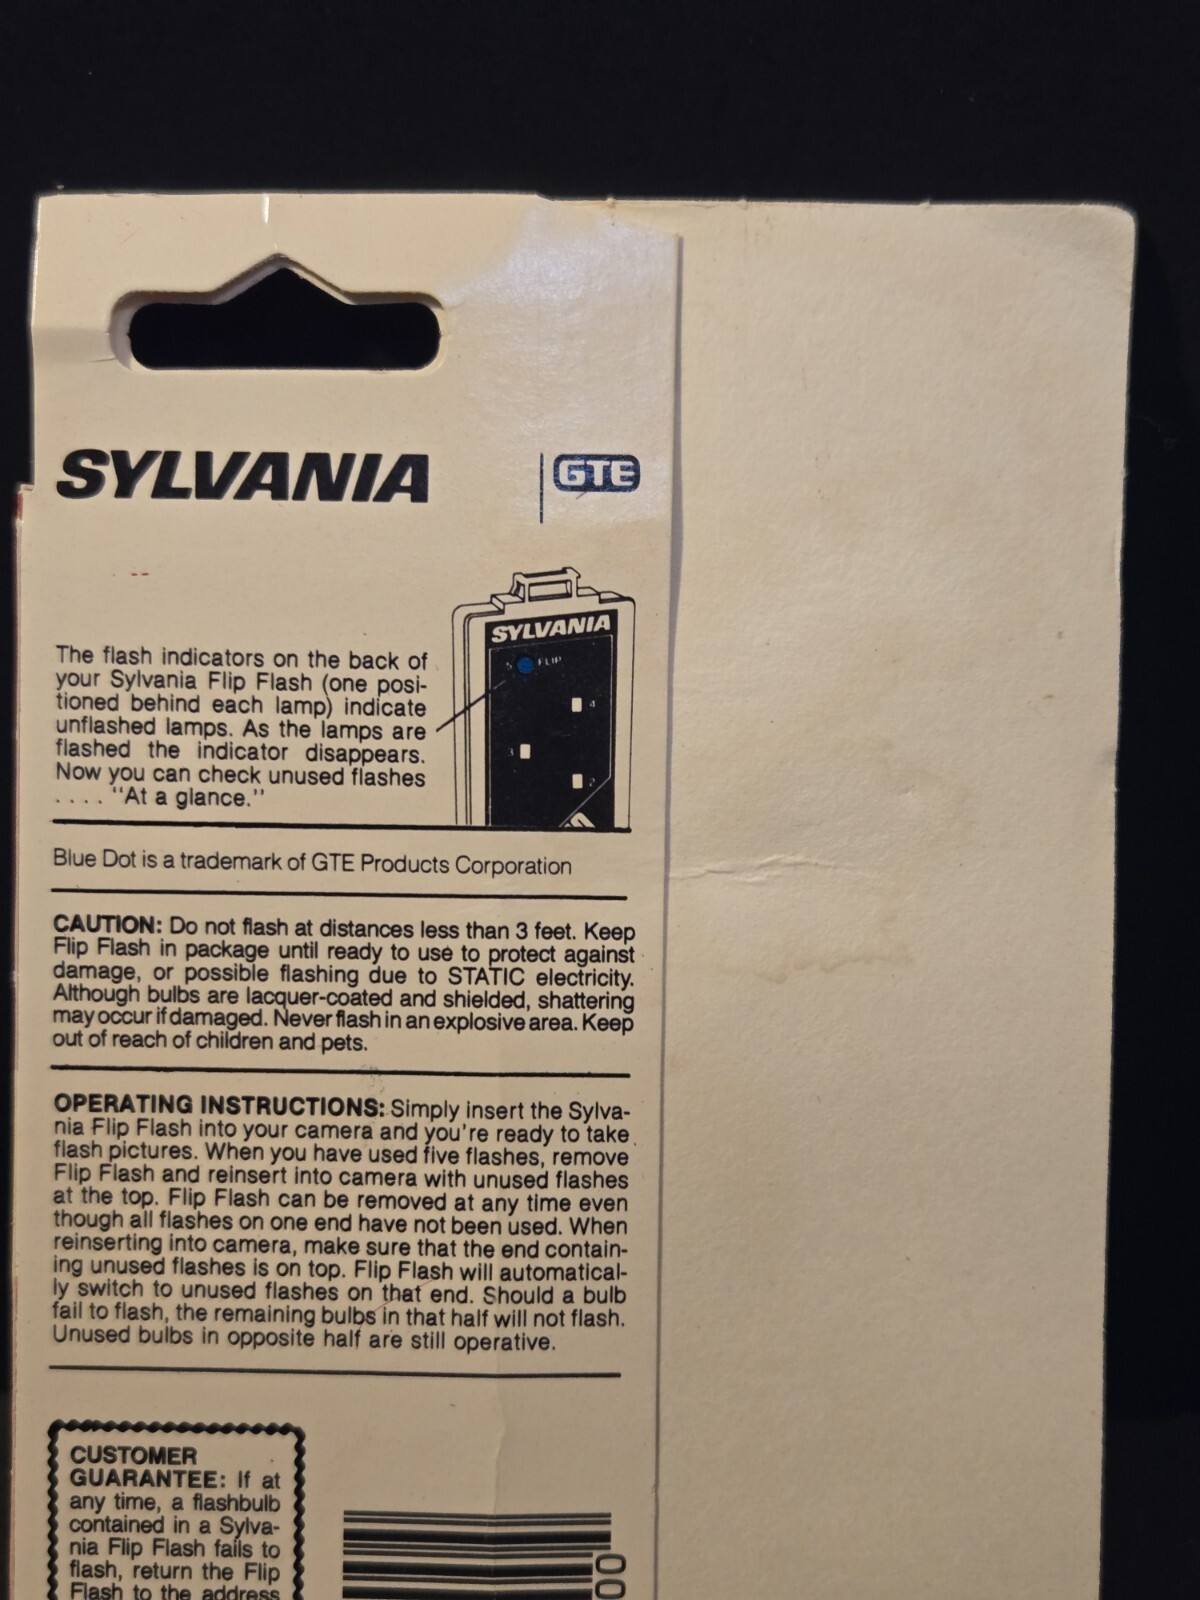 SYLVANIA
GTE
SYLVANIA
5 FLIP
4
3
2
The flash indicators on the back of
your Sylvania Flip Flash (one posi-
tioned behind each lamp) indicate
unflashed lamps. As the lamps are
flashed the indicator disappears.
Now you can check unused flashes
.... "At a glance."
Blue Dot is a trademark of GTE Products Corporation
CAUTION: Do not flash at distances less than 3 feet. Keep
Flip Flash in package until ready to use to protect against
damage, or possible flashing due to STATIC electricity.
Although bulbs are lacquer-coated and shielded, shattering
may occur if damaged. Never flash in an explosive area. Keep
out of reach of children and pets.
OPERATING INSTRUCTIONS: Simply insert the Sylva-
nia Flip Flash into your camera and you're ready to take
flash pictures. When you have used five flashes, remove
Flip Flash and reinsert into camera with unused flashes
at the top. Flip Flash can be removed at any time even
though all flashes on one end have not been used. When
reinserting into camera, make sure that the end contain-
ing unused flashes is on top. Flip Flash will automatical-
ly switch to unused flashes on that end. Should a bulb
fail to flash, the remaining bulbs in that half will not flash.
Unused bulbs in opposite half are still operative.
CUSTOMER
GUARANTEE: If at
any time, a flashbulb
contained in a Sylva-
nia Flip Flash fails to
flash, return the Flip
Flash to the address
00